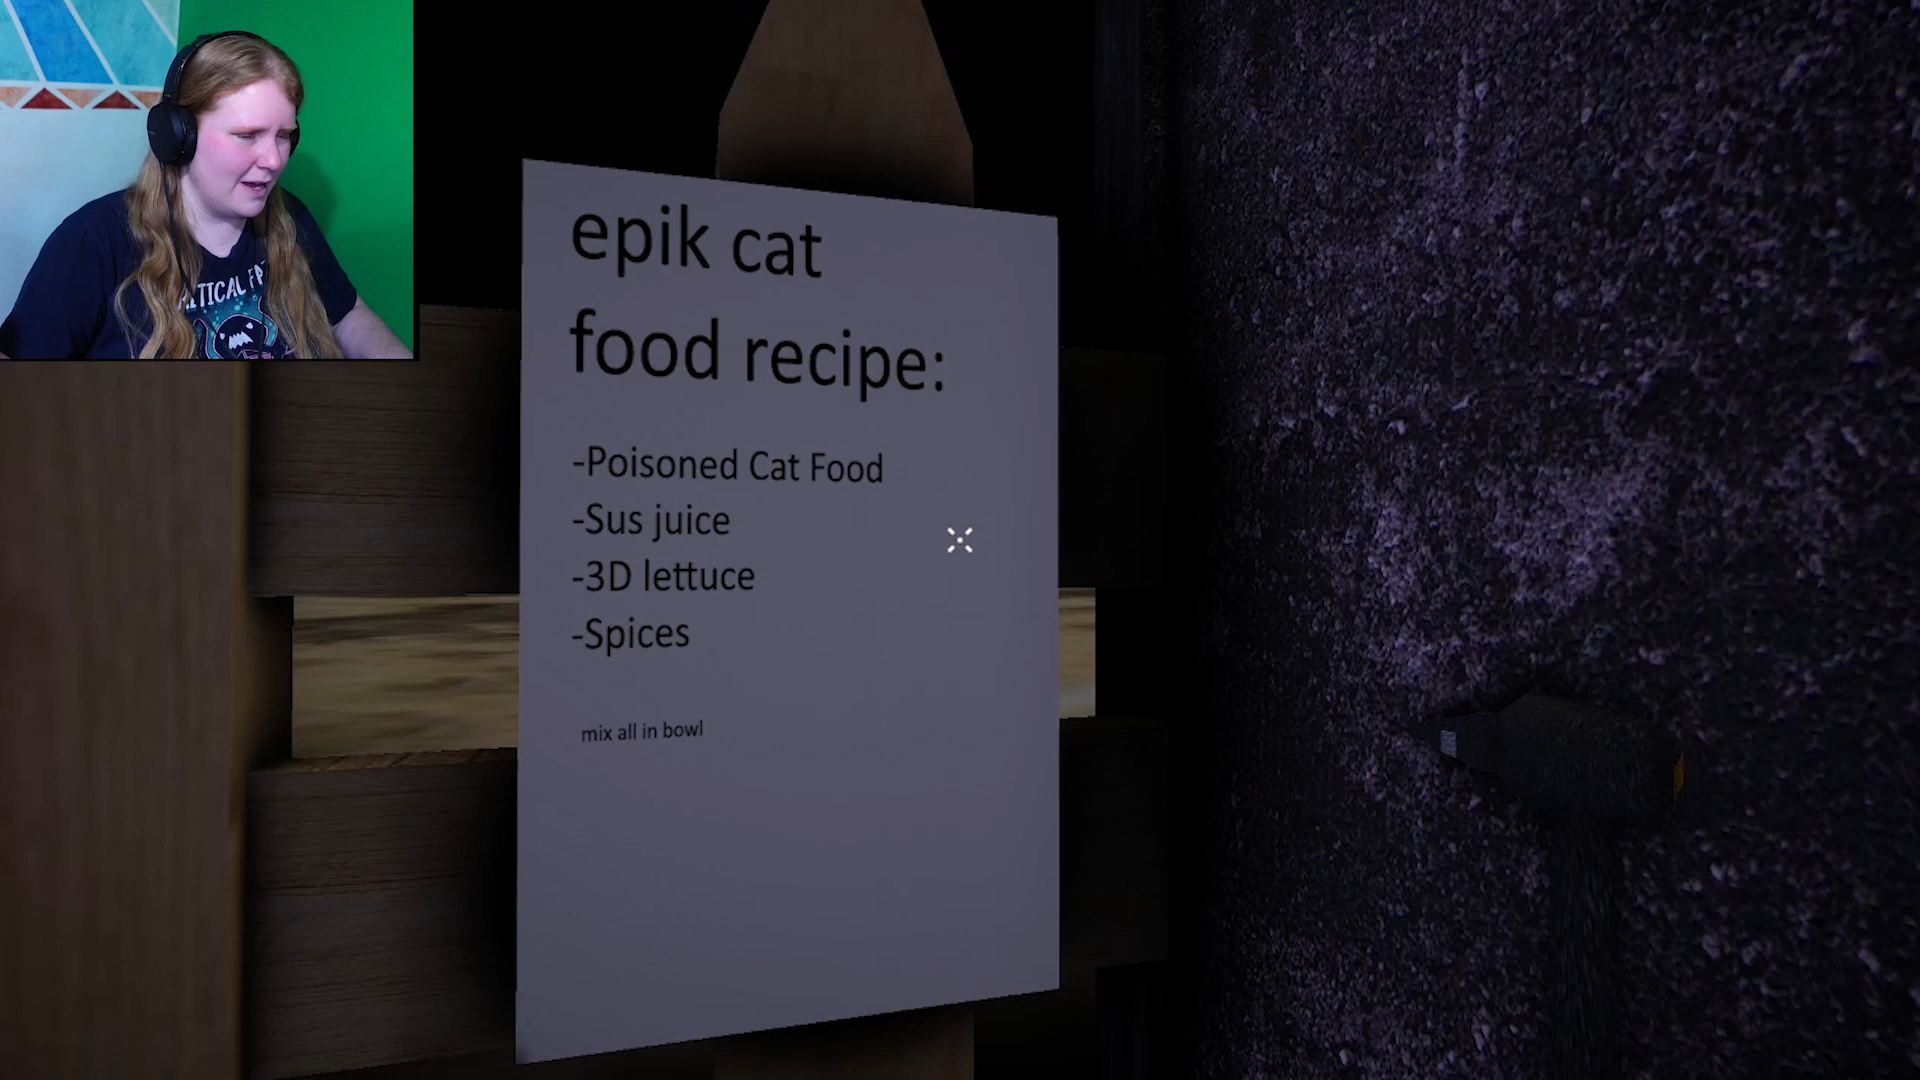 epik cat
food recipe:
-Poisoned Cat Food
-Sus juice
-3D lettuce
-Spices
mix all in bowl